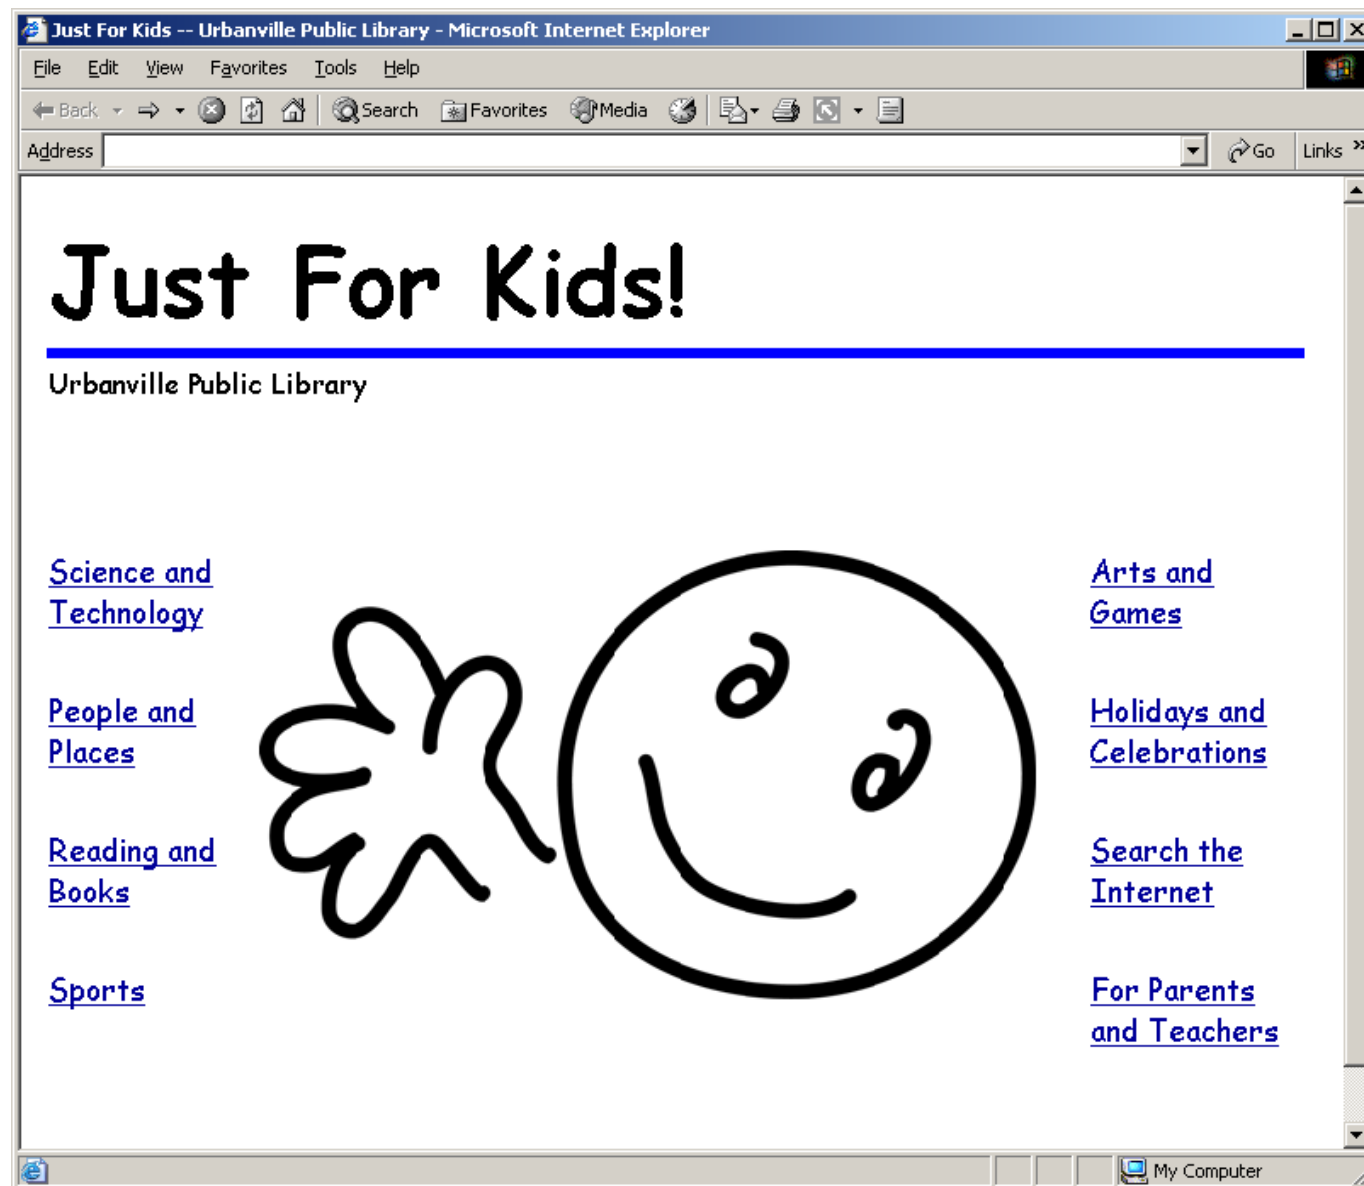 Just For Kids -- Urbanville Public Library - Microsoft Internet Explorer
File Edit View Favorites Tools Help
Back Search Favorites Media
Address Go Links »
Just For Kids!
Urbanville Public Library
Science and
Technology
People and
Places
Reading and
Books
Sports
Arts and
Games
Holidays and
Celebrations
Search the
Internet
For Parents
and Teachers
My Computer